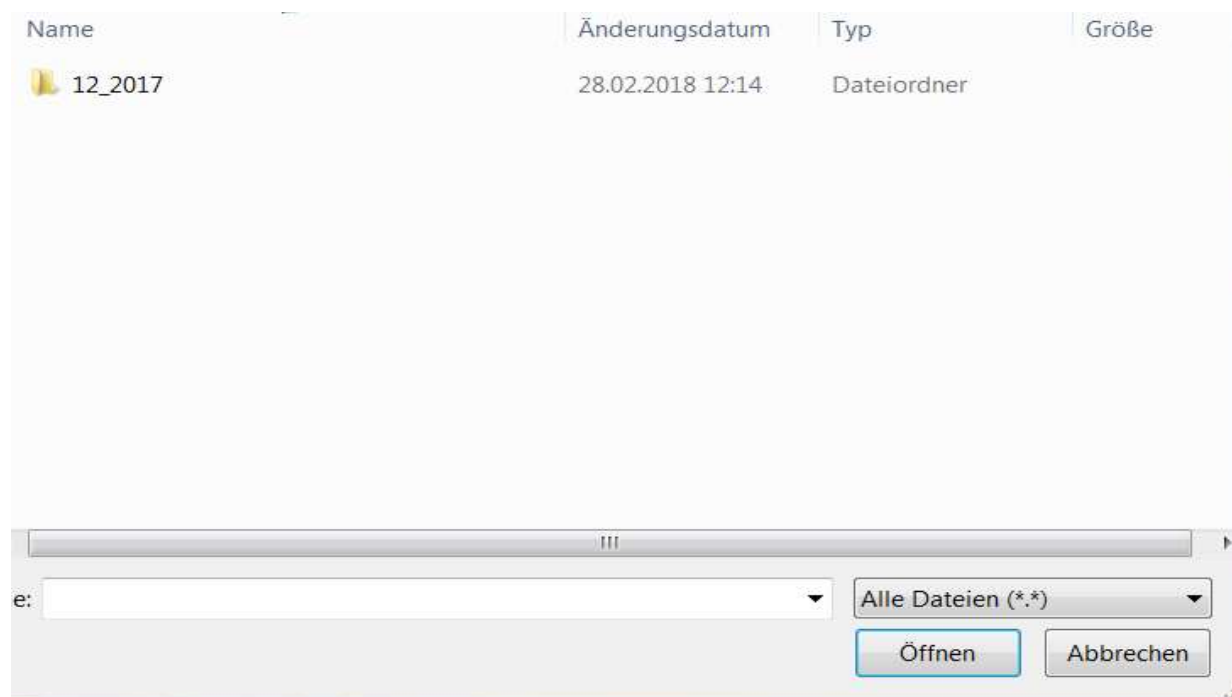 Name Änderungsdatum Typ Größe
12_2017 28.02.2018 12:14 Dateiordner
e: Alle Dateien (*.*)
Öffnen Abbrechen